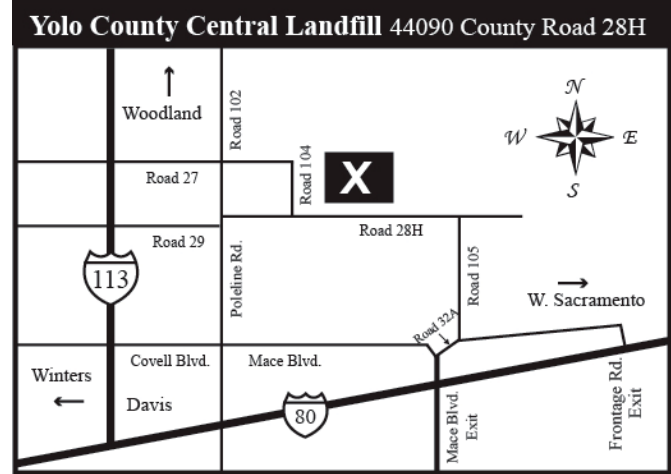 Yolo County Central Landfill 44090 County Road 28H
N
Woodland
W
E
S
Road 102
Road 104
X
Road 27
Road 28H
Road 29
113
Poleline Rd.
Road 105
W. Sacramento
Road 32A
Covell Blvd.
Mace Blvd.
Winters
Davis
80
Mace Blvd.
Exit
Frontage Rd.
Exit